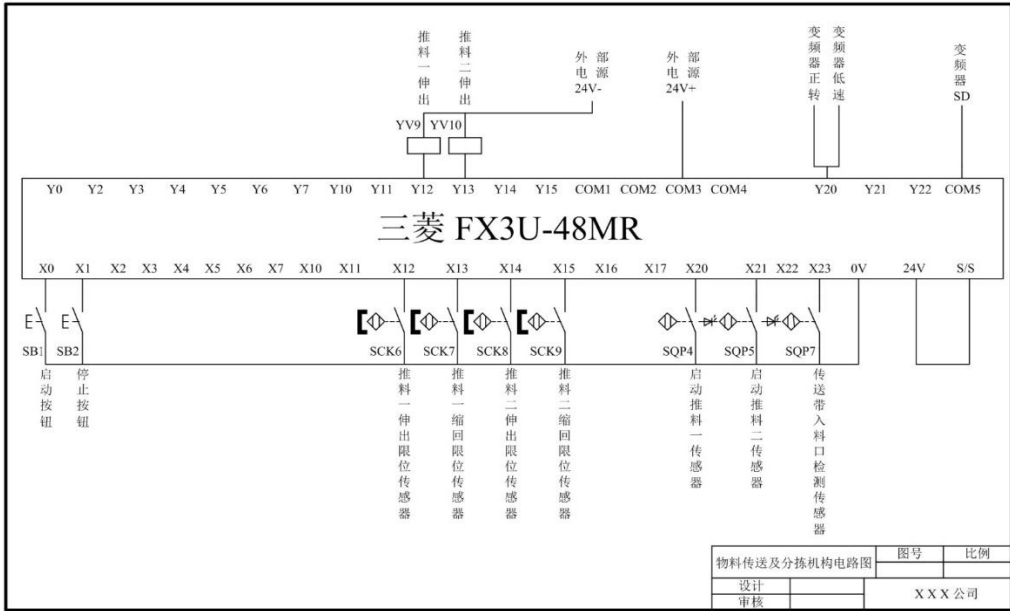 推料一伸出
推料二伸出
外部
电源
24V-
外部
电源
24V+
变频器正转
变频器低速
变频器
SD
YV9 YV10
Y0 Y2 Y3 Y4 Y5 Y6 Y7 Y10 Y11 Y12 Y13 Y14 Y15 COM1 COM2 COM3 COM4 Y20 Y21 Y22 COM5
三菱 FX3U-48MR
X0 X1 X2 X3 X4 X5 X6 X7 X10 X11 X12 X13 X14 X15 X16 X17 X20 X21 X22 X23 0V 24V S/S
SB1 SB2 SCK6 SCK7 SCK8 SCK9 SQP4 SQP5 SQP7
启动按钮
停止按钮
推料一伸出限位传感器
推料一缩回限位传感器
推料二伸出限位传感器
推料二缩回限位传感器
启动推料一传感器
启动推料二传感器
传送带入料口检测传感器
物料传送及分拣机构电路图 图号 比例
设计
审核
XXX公司